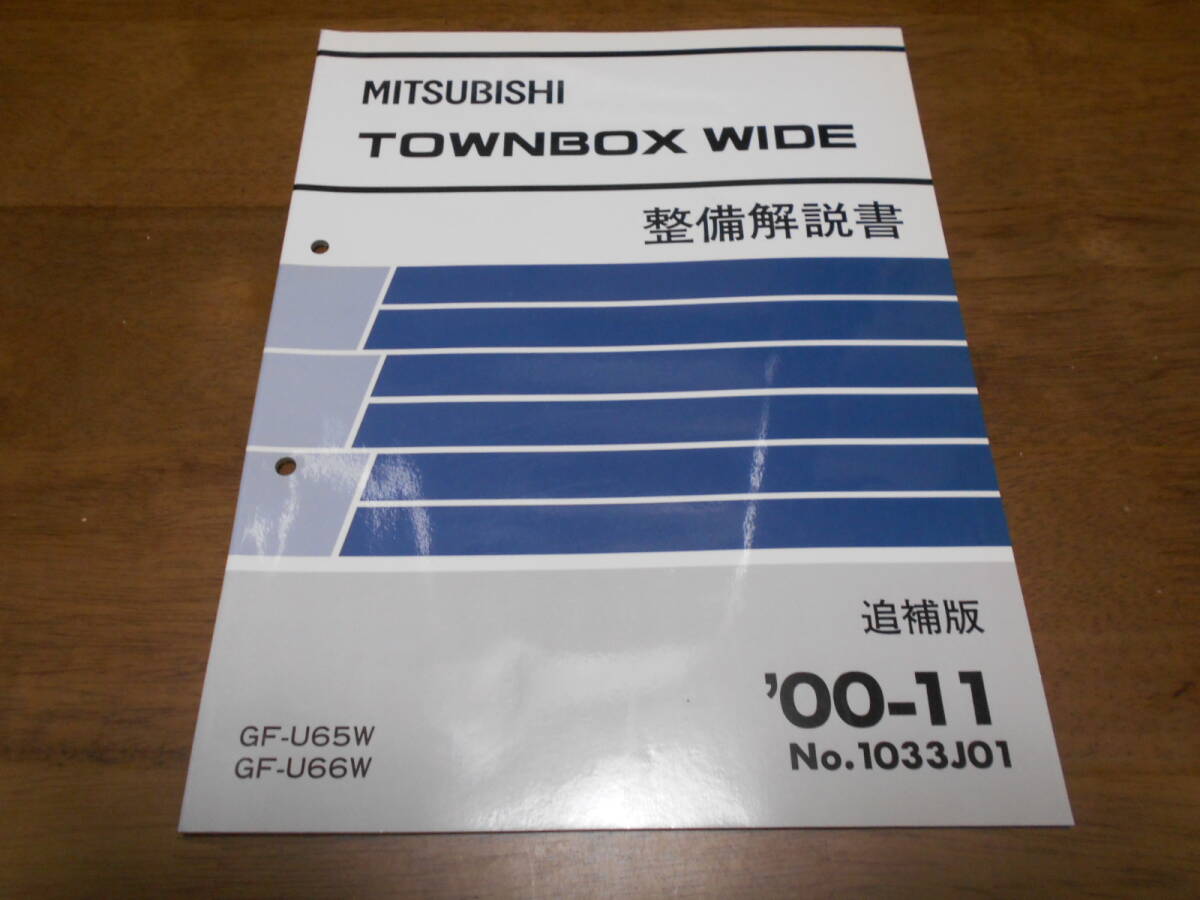 MITSUBISHI
TOWNBOX WIDE
整備解説書
追補版
'00-11
No.1033J01
GF-U65W
GF-U66W